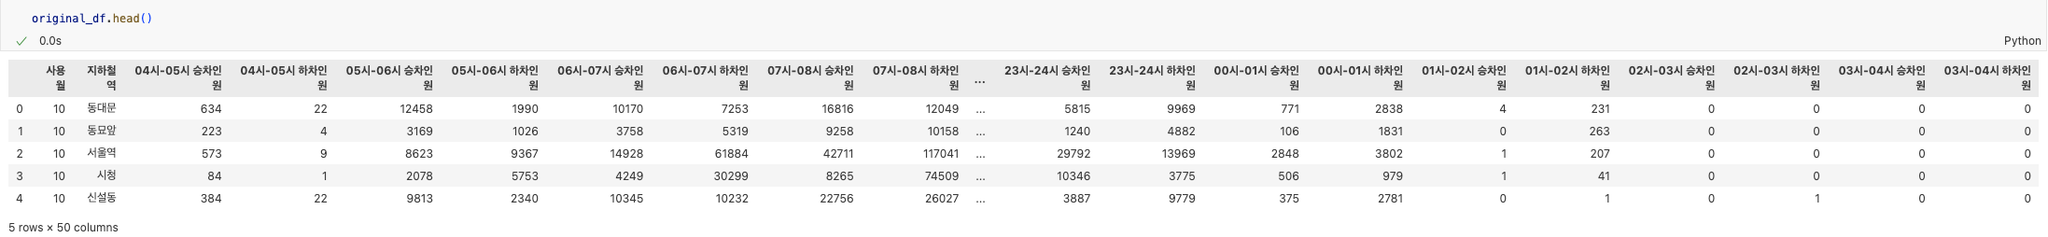 original_df.head()
✓ 0.0s Python
사용월 지하철역 04시-05시 승차인원 04시-05시 하차인원 05시-06시 승차인원 05시-06시 하차인원 06시-07시 승차인원 06시-07시 하차인원 07시-08시 승차인원 07시-08시 하차인원 ... 23시-24시 승차인원 23시-24시 하차인원 00시-01시 승차인원 00시-01시 하차인원 01시-02시 승차인원 01시-02시 하차인원 02시-03시 승차인원 02시-03시 하차인원 03시-04시 승차인원 03시-04시 하차인원
0 10 동대문 634 22 12458 1990 10170 7253 16816 12049 ... 5815 9969 771 2838 4 231 0 0 0 0
1 10 동묘앞 223 4 3169 1026 3758 5319 9258 10158 ... 1240 4882 106 1831 0 263 0 0 0 0
2 10 서울역 573 9 8623 9367 14928 61884 42711 117041 ... 29792 13969 2848 3802 1 207 0 0 0 0
3 10 시청 84 1 2078 5753 4249 30299 8265 74509 ... 10346 3775 506 979 1 41 0 0 0 0
4 10 신설동 384 22 9813 2340 10345 10232 22756 26027 ... 3887 9779 375 2781 0 1 0 1 0 0
5 rows × 50 columns